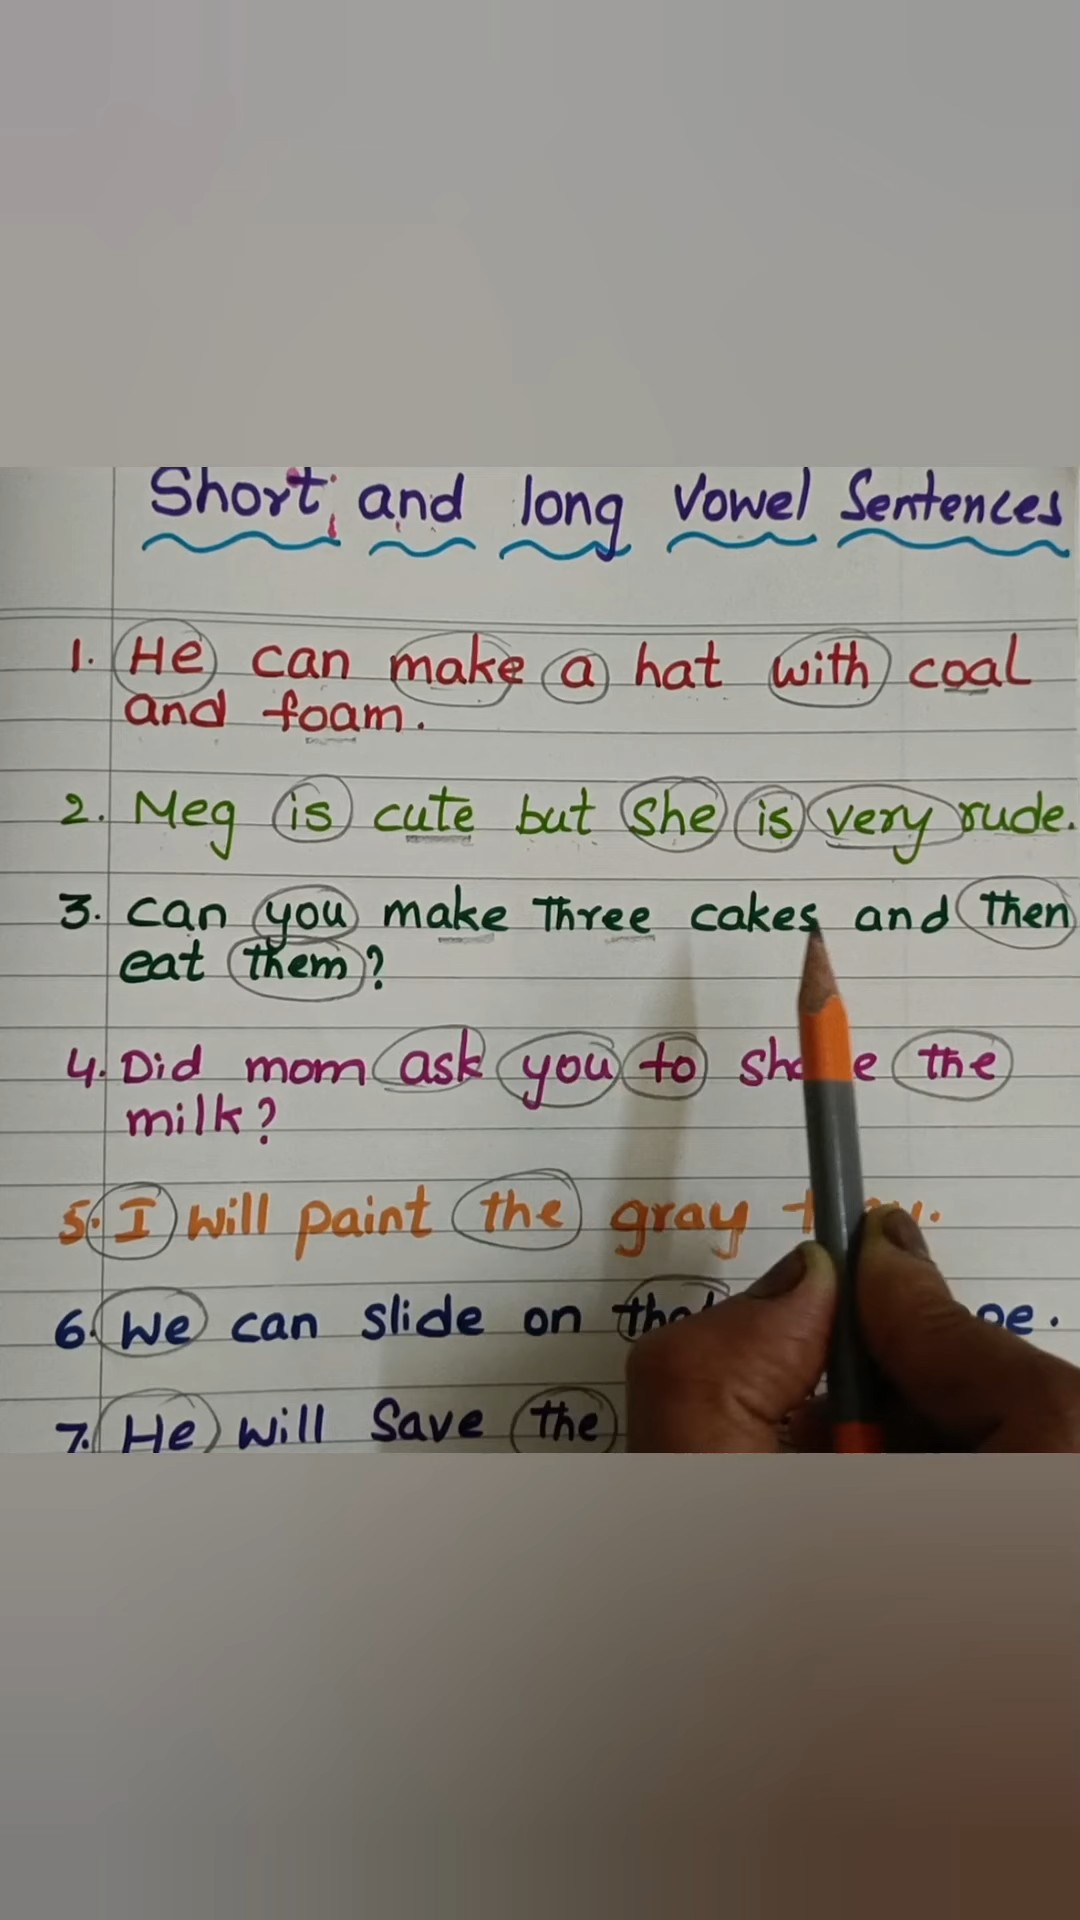 Short and long Vowel Sentences
1. He can make a hat with coal
and foam.
2. Meg is cute but she is very rude.
3. can you make Three cakes and then
eat them?
4. Did mom ask you to the
milk?
5. I will paint the gray
6. We can slide on
7. He will Save the